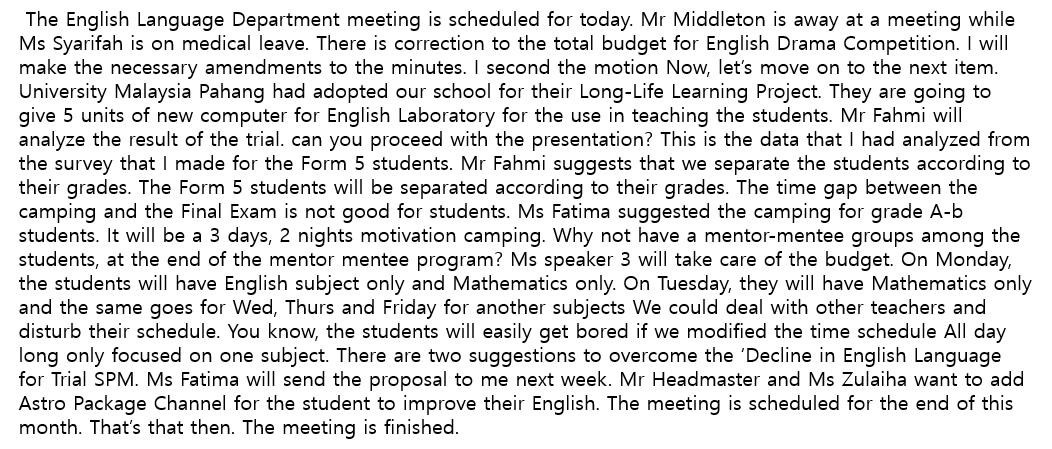 The English Language Department meeting is scheduled for today. Mr Middleton is away at a meeting while
Ms Syarifah is on medical leave. There is correction to the total budget for English Drama Competition. I will
make the necessary amendments to the minutes. I second the motion Now, let's move on to the next item.
University Malaysia Pahang had adopted our school for their Long-Life Learning Project. They are going to
give 5 units of new computer for English Laboratory for the use in teaching the students. Mr Fahmi will
analyze the result of the trial. can you proceed with the presentation? This is the data that I had analyzed from
the survey that I made for the Form 5 students. Mr Fahmi suggests that we separate the students according to
their grades. The Form 5 students will be separated according to their grades. The time gap between the
camping and the Final Exam is not good for students. Ms Fatima suggested the camping for grade A-b
students. It will be a 3 days, 2 nights motivation camping. Why not have a mentor-mentee groups among the
students, at the end of the mentor mentee program? Ms speaker 3 will take care of the budget. On Monday,
the students will have English subject only and Mathematics only. On Tuesday, they will have Mathematics only
and the same goes for Wed, Thurs and Friday for another subjects We could deal with other teachers and
disturb their schedule. You know, the students will easily get bored if we modified the time schedule All day
long only focused on one subject. There are two suggestions to overcome the 'Decline in English Language
for Trial SPM. Ms Fatima will send the proposal to me next week. Mr Headmaster and Ms Zulaiha want to add
Astro Package Channel for the student to improve their English. The meeting is scheduled for the end of this
month. That's that then. The meeting is finished.